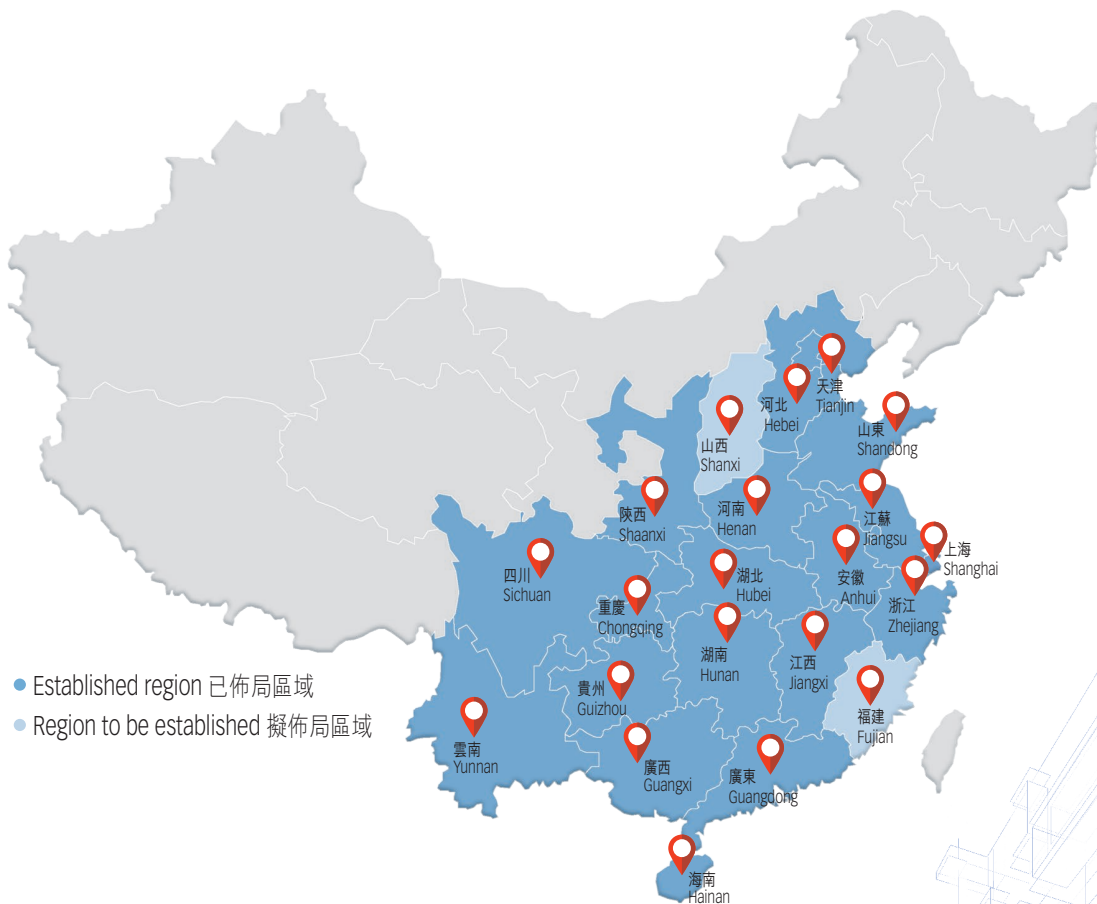 天津
Tianjin
河北
Hebei
山東
Shandong
山西
Shanxi
陝西
Shaanxi
河南
Henan
江蘇
Jiangsu
上海
Shanghai
四川
Sichuan
重慶
Chongqing
湖北
Hubei
安徽
Anhui
浙江
Zhejiang
湖南
Hunan
江西
Jiangxi
貴州
Guizhou
福建
Fujian
雲南
Yunnan
廣西
Guangxi
廣東
Guangdong
海南
Hainan
Established region 已佈局區域
Region to be established 擬佈局區域